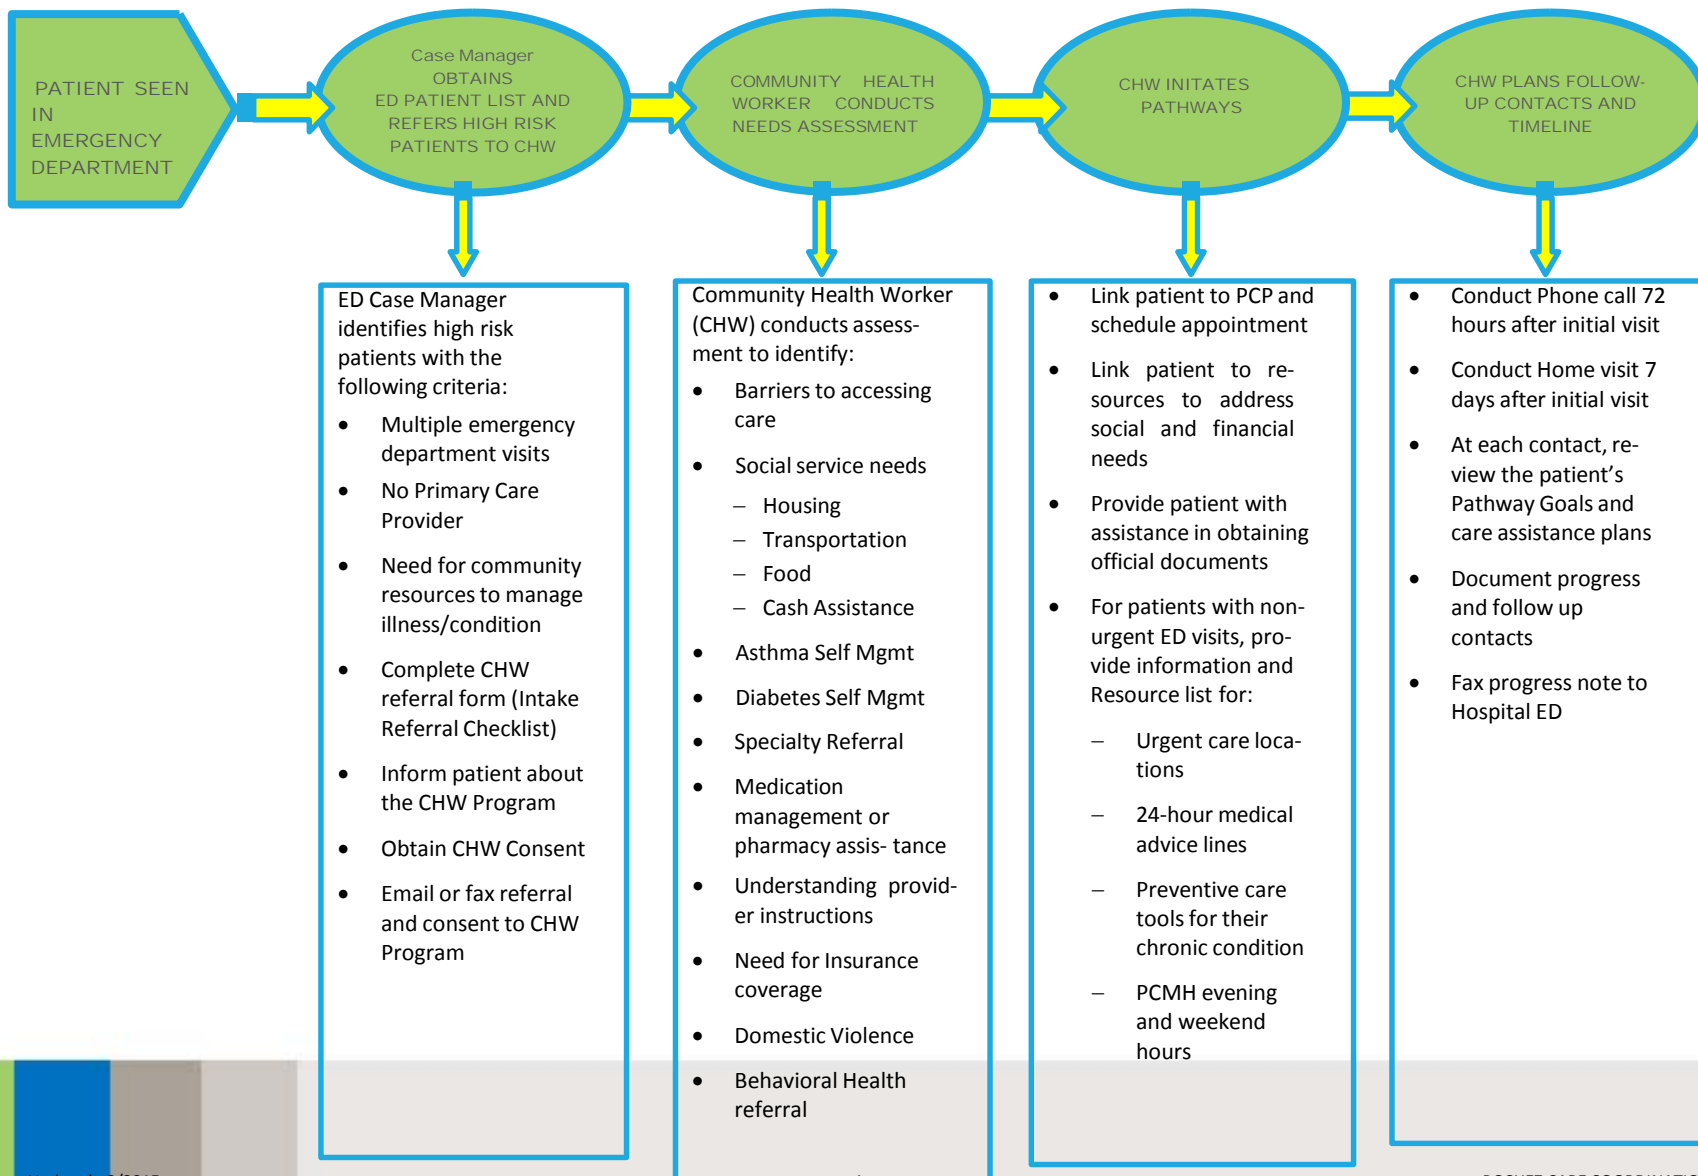 PATIENT SEEN
IN
EMERGENCY
DEPARTMENT
Case Manager
OBTAINS
ED PATIENT LIST AND
REFERS HIGH RISK
PATIENTS TO CHW
COMMUNITY HEALTH
WORKER CONDUCTS
NEEDS ASSESSMENT
CHW INITATES
PATHWAYS
CHW PLANS FOLLOW-
UP CONTACTS AND
TIMELINE
ED Case Manager
identifies high risk
patients with the
following criteria:
• Multiple emergency
department visits
• No Primary Care
Provider
• Need for community
resources to manage
illness/condition
• Complete CHW
referral form (Intake
Referral Checklist)
• Inform patient about
the CHW Program
• Obtain CHW Consent
• Email or fax referral
and consent to CHW
Program
Community Health Worker
(CHW) conducts assess-
ment to identify:
• Barriers to accessing
care
• Social service needs
– Housing
– Transportation
– Food
– Cash Assistance
• Asthma Self Mgmt
• Diabetes Self Mgmt
• Specialty Referral
• Medication
management or
pharmacy assis- tance
• Understanding provid-
er instructions
• Need for Insurance
coverage
• Domestic Violence
• Behavioral Health
referral
• Link patient to PCP and
schedule appointment
• Link patient to re-
sources to address
social and financial
needs
• Provide patient with
assistance in obtaining
official documents
• For patients with non-
urgent ED visits, pro-
vide information and
Resource list for:
– Urgent care loca-
tions
– 24-hour medical
advice lines
– Preventive care
tools for their
chronic condition
– PCMH evening
and weekend
hours
• Conduct Phone call 72
hours after initial visit
• Conduct Home visit 7
days after initial visit
• At each contact, re-
view the patient’s
Pathway Goals and
care assistance plans
• Document progress
and follow up
contacts
• Fax progress note to
Hospital ED